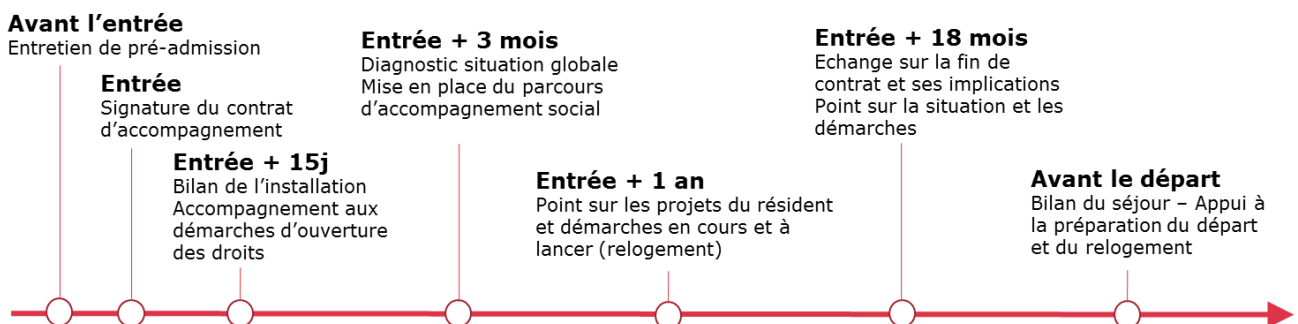 Avant l’entrée
Entretien de pré-admission
Entrée
Signature du contrat
d’accompagnement
Entrée + 15j
Bilan de l’installation
Accompagnement aux
démarches d’ouverture
des droits
Entrée + 3 mois
Diagnostic situation globale
Mise en place du parcours
d’accompagnement social
Entrée + 1 an
Point sur les projets du résident
et démarches en cours et à
lancer (relogement)
Entrée + 18 mois
Echange sur la fin de
contrat et ses implications
Point sur la situation et les
démarches
Avant le départ
Bilan du séjour – Appui à
la préparation du départ
et du relogement